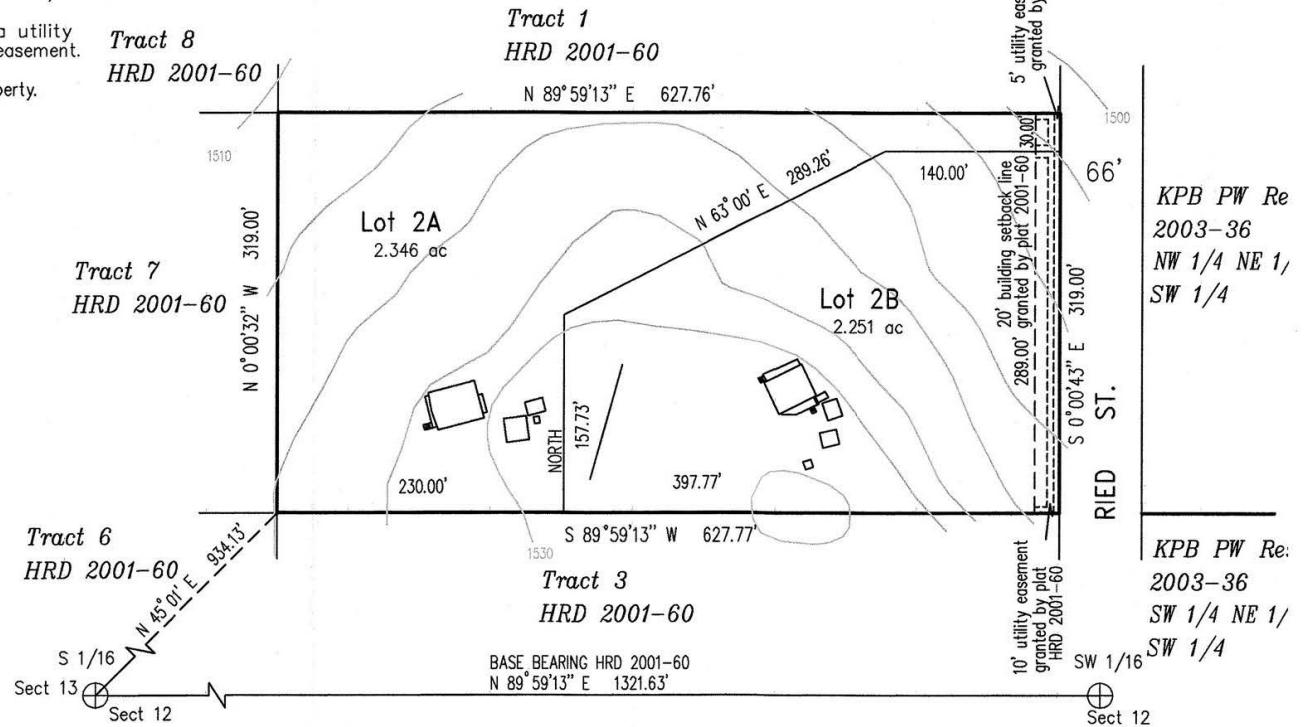 a utility
easement.
perty.
Tract 8
HRD 2001-60
Tract 1
HRD 2001-60
N 89°59'13" E 627.76'
5' utility eas
granted by
1510
1500
66'
30.00'
N 0°00'32" W 319.00'
Lot 2A
2.346 ac
N 63°00' E 289.26'
140.00'
20' building setback line
289.00' granted by plat 2001-60
S 0°00'43" E 319.00'
RIED ST.
KPB PW Re
2003-36
NW 1/4 NE 1/
SW 1/4
Tract 7
HRD 2001-60
Lot 2B
2.251 ac
NORTH
157.73'
230.00'
397.77'
S 89°59'13" W 627.77'
1530
Tract 6
HRD 2001-60
N 45°01' E 934.13'
Tract 3
HRD 2001-60
10' utility easement
granted by plat
HRD 2001-60
KPB PW Re
2003-36
SW 1/4 NE 1/
SW 1/4
S 1/16
Sect 13
Sect 12
BASE BEARING HRD 2001-60
N 89°59'13" E 1321.63'
SW 1/16
Sect 12